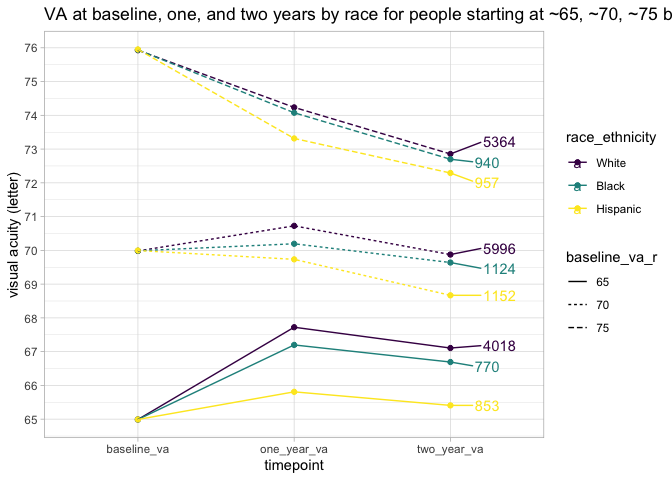 VA at baseline, one, and two years by race for people starting at ~65, ~70, ~75 b
76
75
74
73
72
71
70
69
68
67
66
65
visual acuity (letter)
5364
940
957
5996
1124
1152
4018
770
853
baseline_va
one_year_va
two_year_va
timepoint
race_ethnicity
White
Black
Hispanic
baseline_va_r
65
70
75